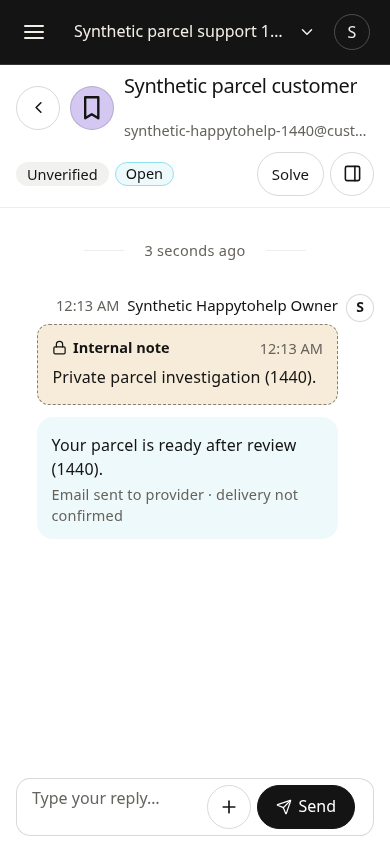 Synthetic parcel support 1...
S
Synthetic parcel customer
synthetic-happytohelp-1440@cust...
Unverified
Open
Solve
3 seconds ago
12:13 AM Synthetic Happytohelp Owner
S
Internal note
12:13 AM
Private parcel investigation (1440).
Your parcel is ready after review
(1440).
Email sent to provider · delivery not
confirmed
Type your reply...
Send